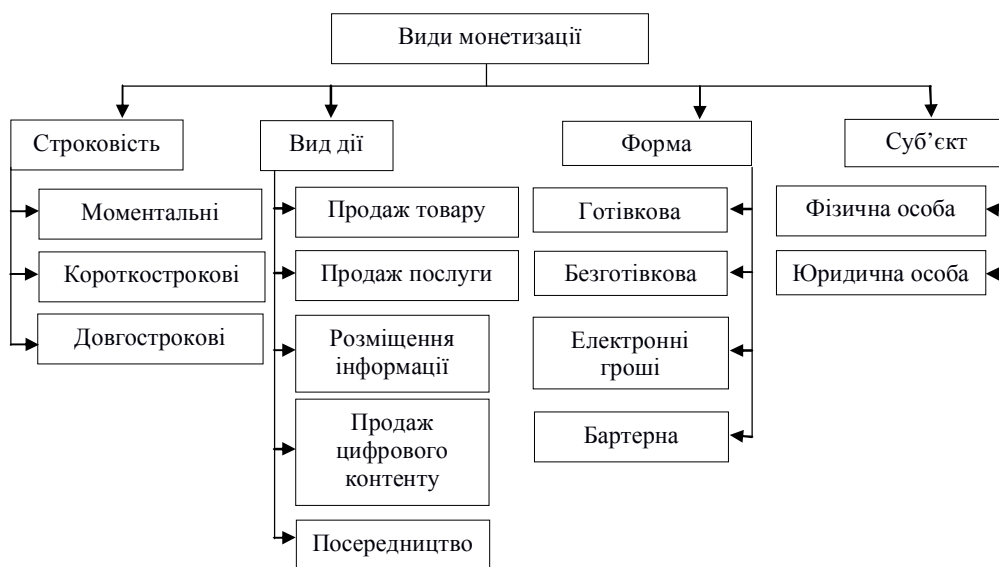 Види монетизації
Строковість
Моментальні
Короткострокові
Довгострокові
Вид дії
Продаж товару
Продаж послуги
Розміщення
інформації
Продаж
цифрового
контенту
Посередництво
Форма
Готівкова
Безготівкова
Електронні
гроші
Бартерна
Суб’єкт
Фізична особа
Юридична особа